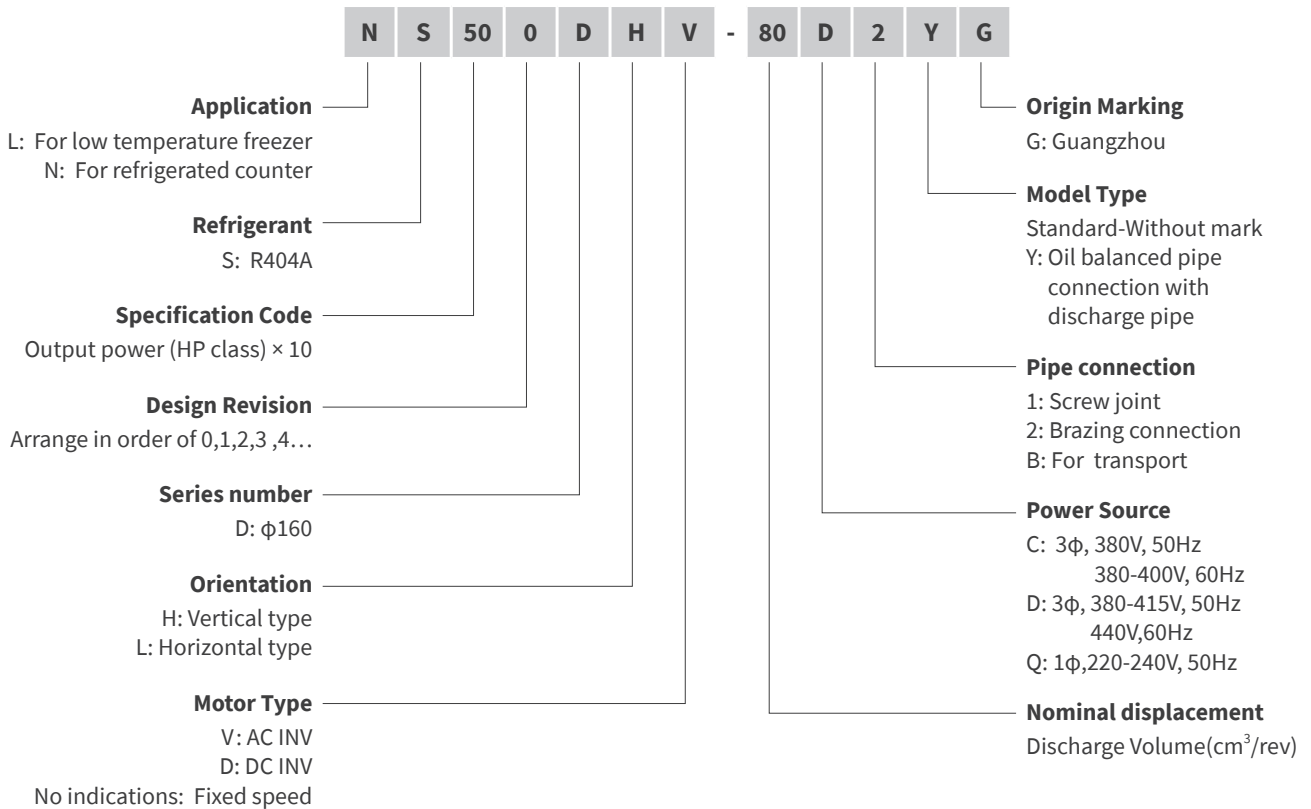 N S 50 0 D H V - 80 D 2 Y G
Application
L: For low temperature freezer
N: For refrigerated counter
Refrigerant
S: R404A
Specification Code
Output power (HP class) × 10
Design Revision
Arrange in order of 0,1,2,3 ,4…
Series number
D: ф160
Orientation
H: Vertical type
L: Horizontal type
Motor Type
V: AC INV
D: DC INV
No indications: Fixed speed
Origin Marking
G: Guangzhou
Model Type
Standard-Without mark
Y: Oil balanced pipe
connection with
discharge pipe
Pipe connection
1: Screw joint
2: Brazing connection
B: For transport
Power Source
C: 3ф, 380V, 50Hz
380-400V, 60Hz
D: 3ф, 380-415V, 50Hz
440V,60Hz
Q: 1ф,220-240V, 50Hz
Nominal displacement
Discharge Volume(cm³/rev)